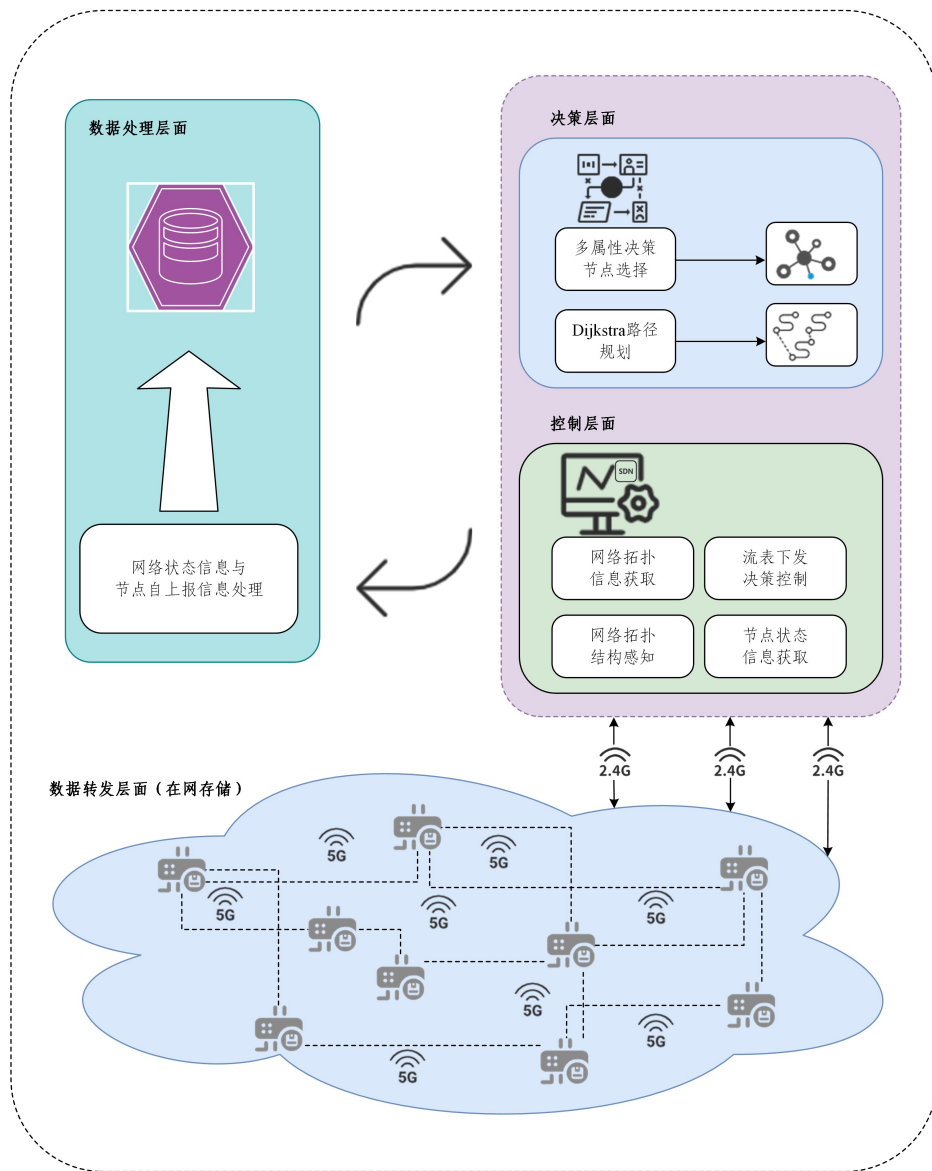 数据处理层面
网络状态信息与
节点自上报信息处理
决策层面
多属性决策
节点选择
Dijkstra路径
规划
控制层面
SDN
网络拓扑
信息获取
流表下发
决策控制
网络拓扑
结构感知
节点状态
信息获取
2.4G
2.4G
2.4G
数据转发层面（在网存储）
5G
5G
5G
5G
5G
5G
5G
5G